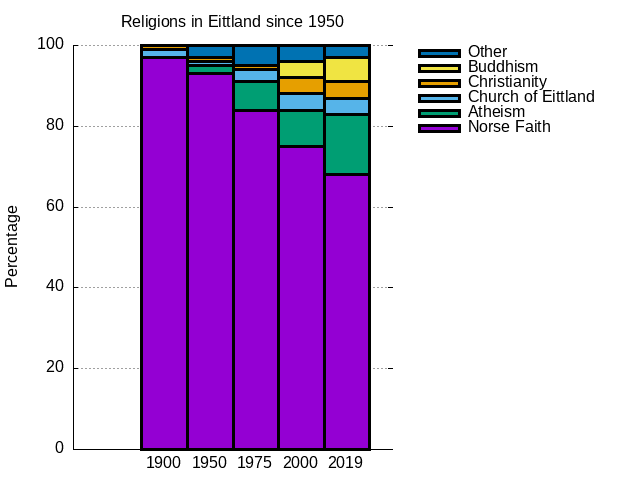 Religions in Eittland since 1950
Percentage
100
80
60
40
20
0
1900 1950 1975 2000 2019
Other
Buddhism
Christianity
Church of Eittland
Atheism
Norse Faith